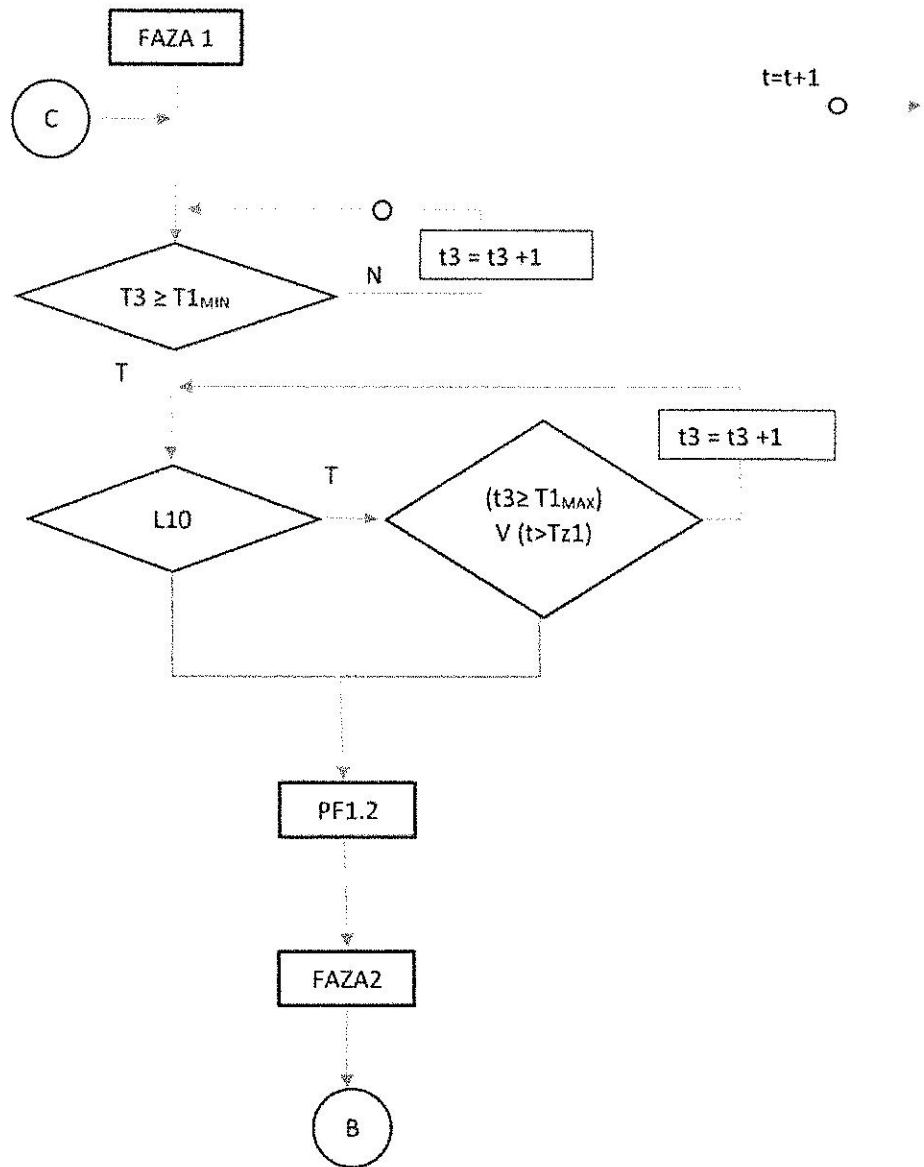 FAZA 1
t=t+1
C
t3 = t3 +1
N
T3 ≥ T1MIN
T
t3 = t3 +1
T
L10
(t3≥ T1MAX)
V (t>Tz1)
PF1.2
FAZA2
B